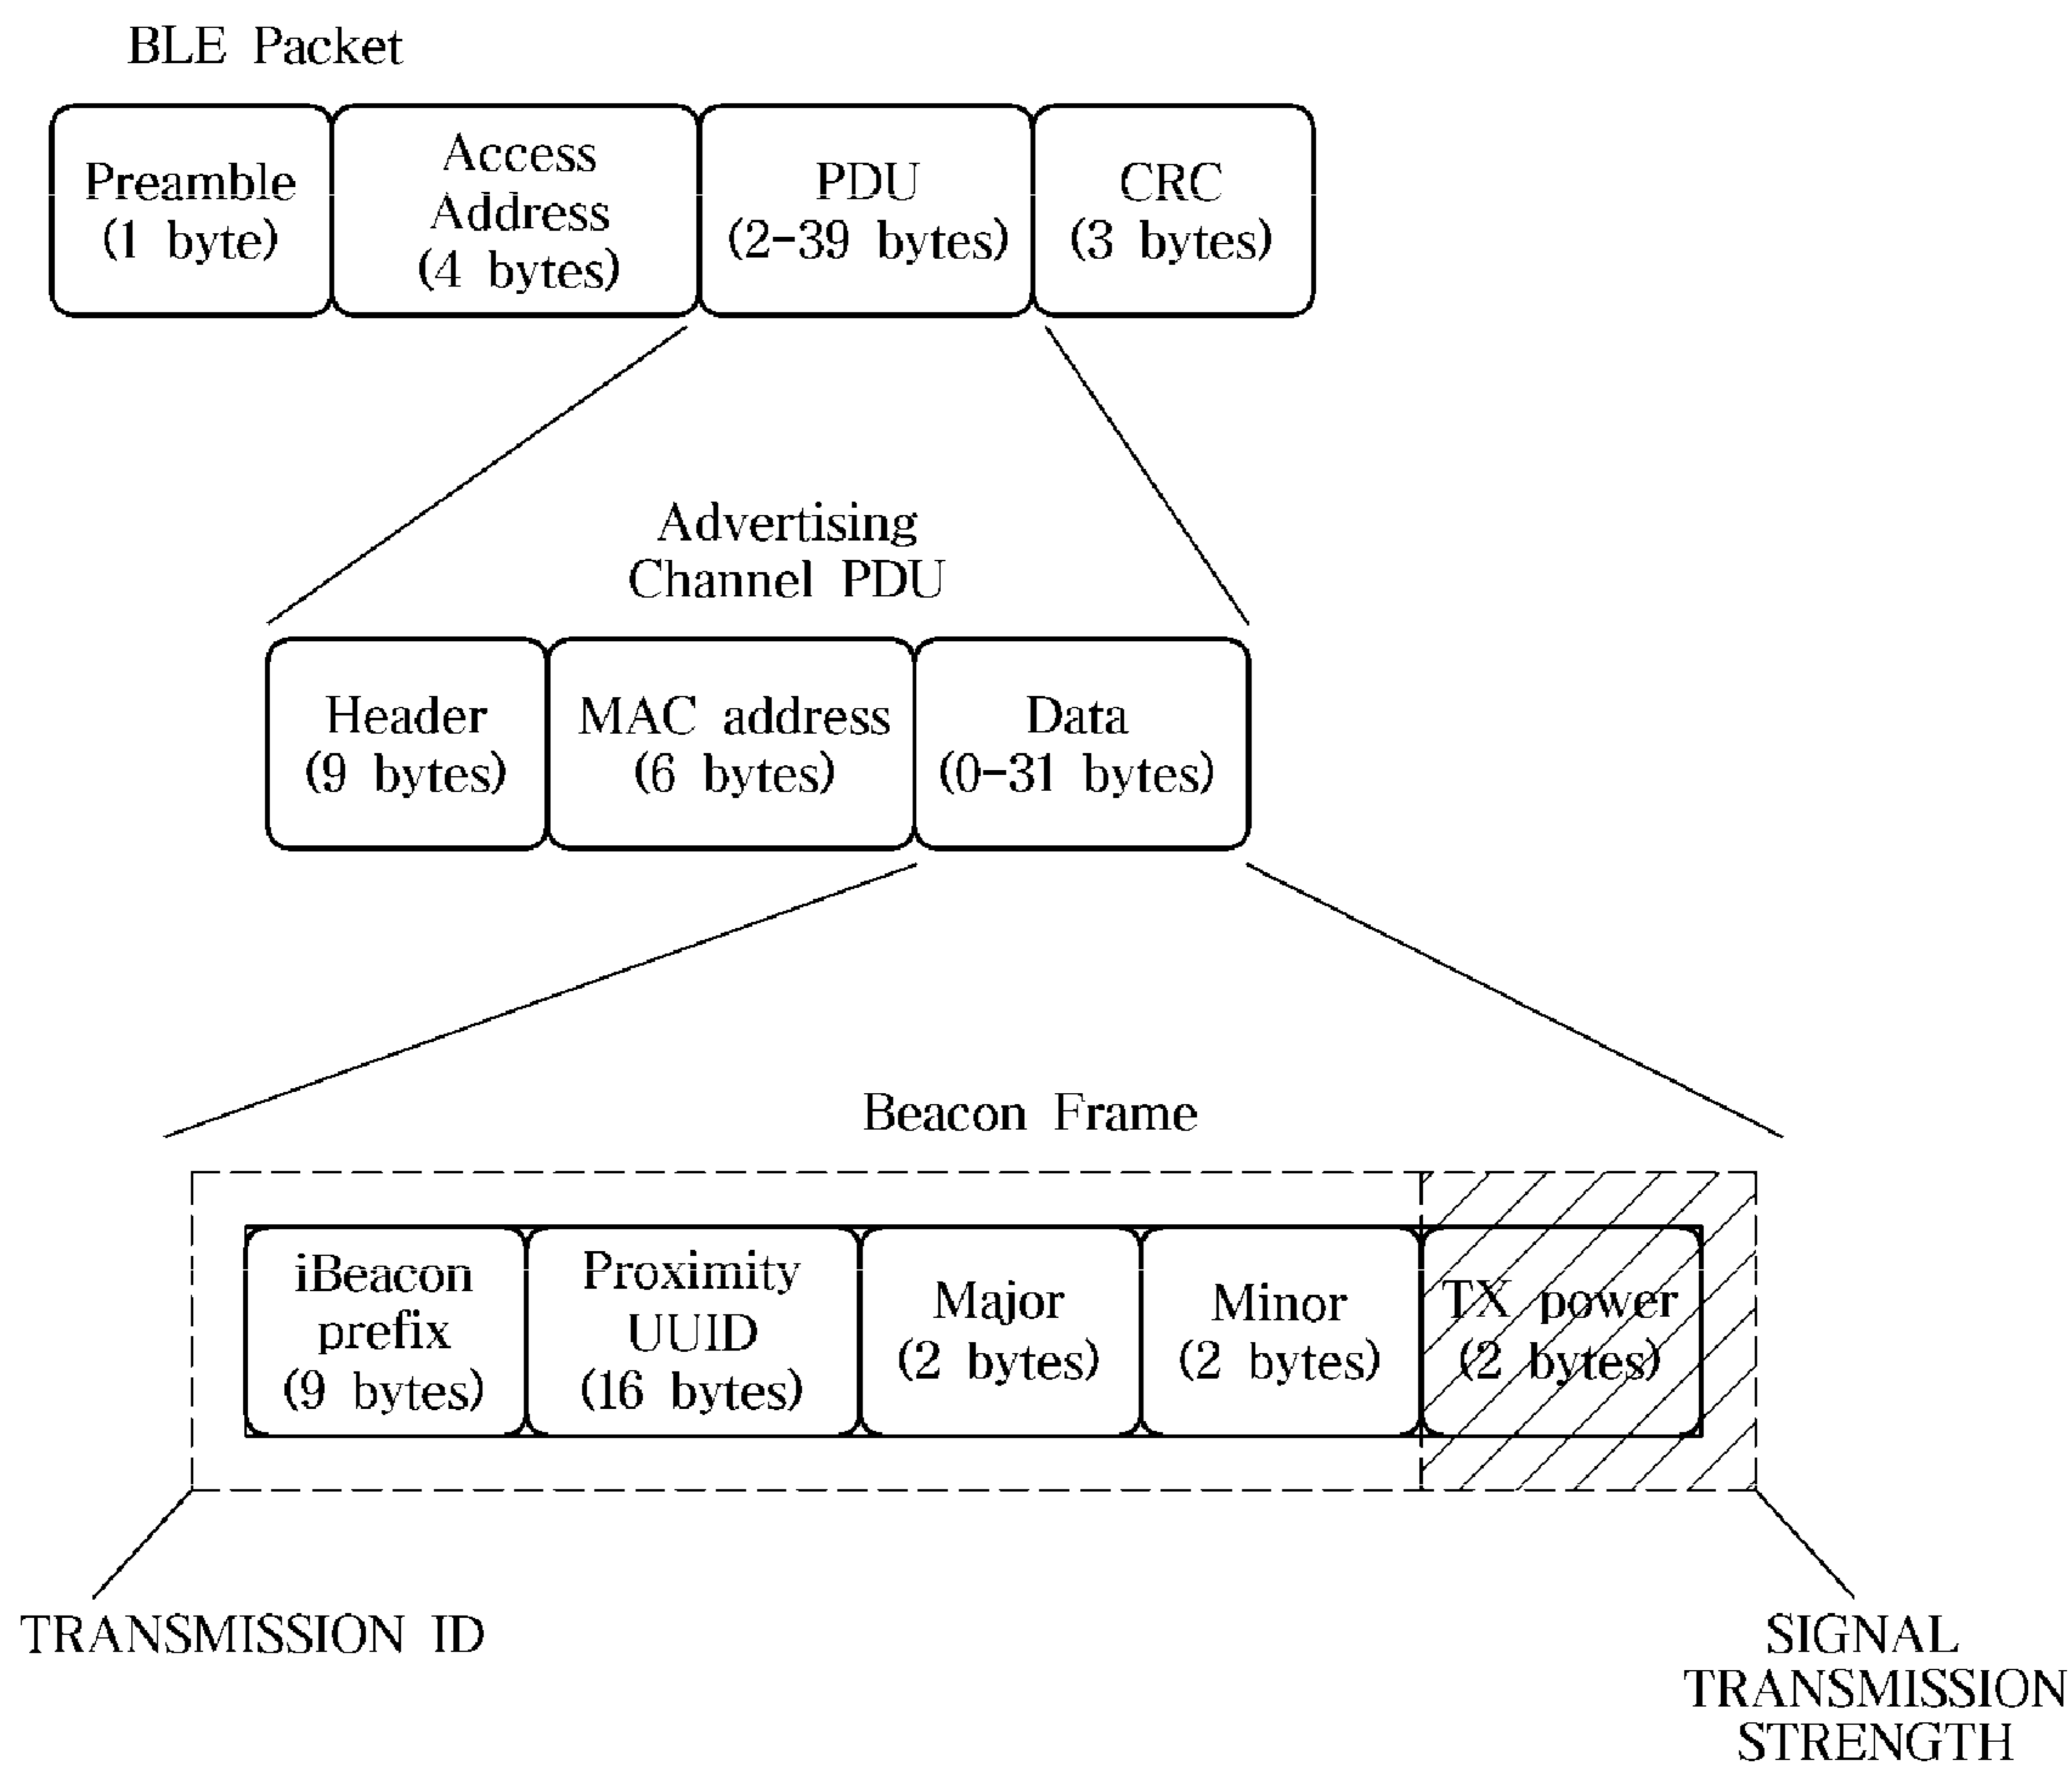 BLE Packet
Preamble
(1 byte)
Access
Address
(4 bytes)
PDU
(2-39 bytes)
CRC
(3 bytes)
Advertising
Channel PDU
Header
(9 bytes)
MAC address
(6 bytes)
Data
(0-31 bytes)
Beacon Frame
iBeacon
prefix
(9 bytes)
Proximity
UUID
(16 bytes)
Major
(2 bytes)
Minor
(2 bytes)
TX power
(2 bytes)
TRANSMISSION ID
SIGNAL
TRANSMISSION
STRENGTH